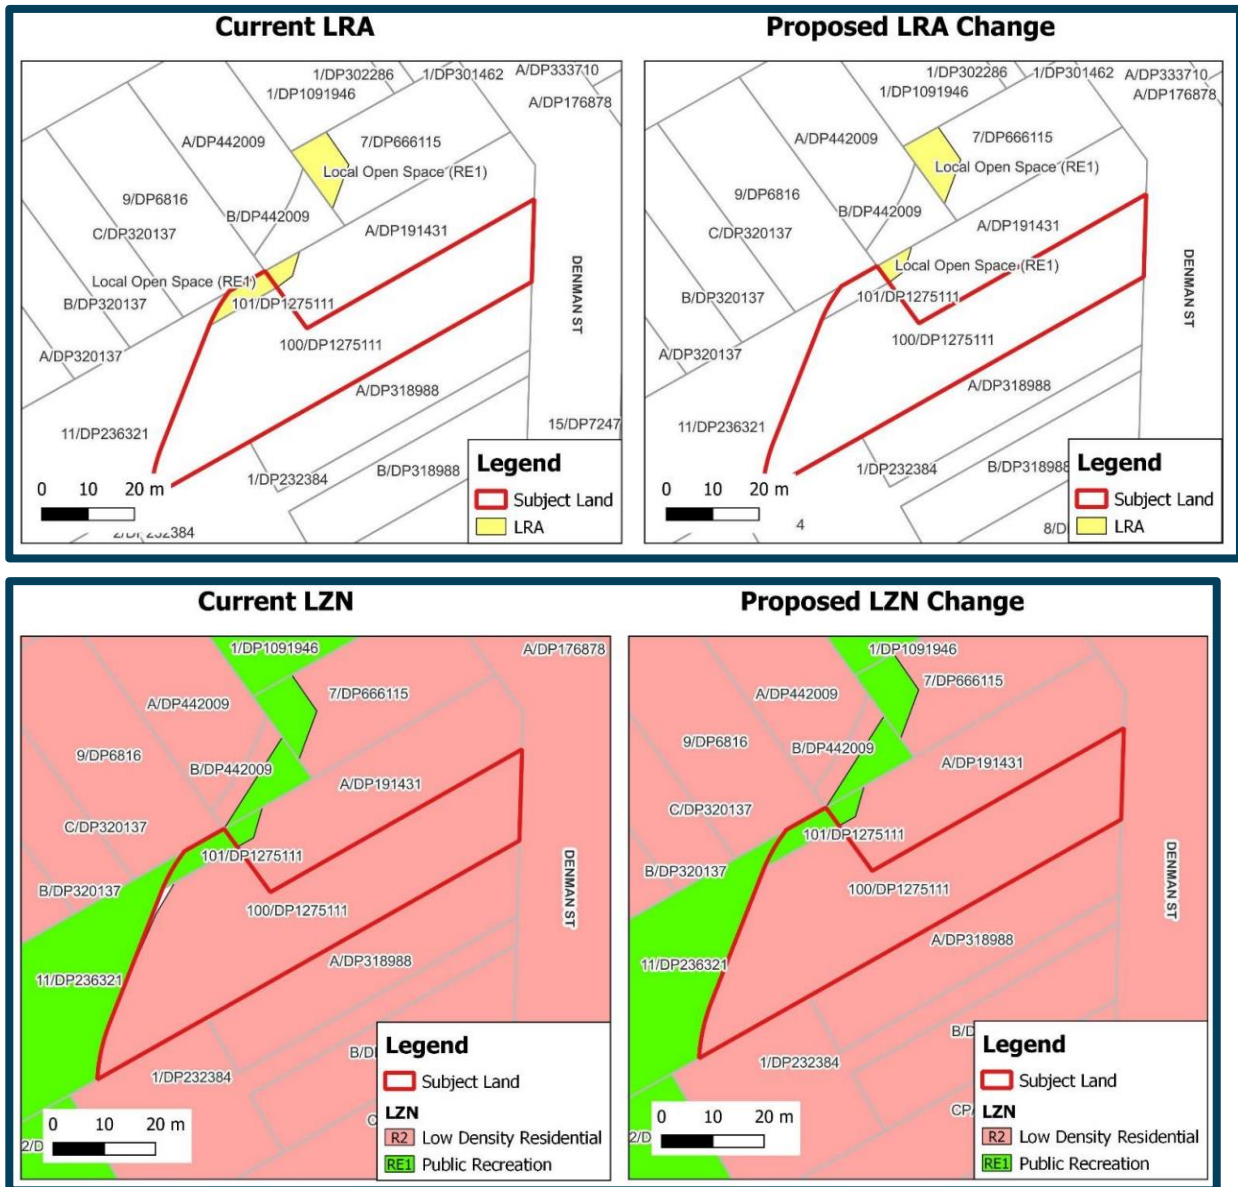 Current LRA
Proposed LRA Change
1/DP302286
1/DP301462
A/DP333710
1/DP1091946
A/DP176878
A/DP442009
7/DP666115
Local Open Space (RE1)
9/DP6816
B/DP442009
C/DP320137
A/DP191431
Local Open Space (RE1)
B/DP320137
101/DP1275111
DENMAN ST
100/DP1275111
A/DP320137
A/DP318988
11/DP236321
15/DP7247
1/DP232384
B/DP318988
2/DP232384
0 10 20 m
Legend
Subject Land
LRA
1/DP302286
1/DP301462
A/DP333710
1/DP1091946
A/DP176878
A/DP442009
7/DP666115
Local Open Space (RE1)
9/DP6816
B/DP442009
C/DP320137
A/DP191431
Local Open Space (RE1)
B/DP320137
101/DP1275111
DENMAN ST
100/DP1275111
A/DP320137
A/DP318988
11/DP236321
1/DP232384
B/DP318988
4
8/D
0 10 20 m
Legend
Subject Land
LRA
Current LZN
Proposed LZN Change
1/DP1091946
A/DP176878
A/DP442009
7/DP666115
9/DP6816
B/DP442009
A/DP191431
C/DP320137
101/DP1275111
B/DP320137
DENMAN ST
100/DP1275111
A/DP318988
11/DP236321
B/D
1/DP232384
C
2/D
0 10 20 m
Legend
Subject Land
LZN
R2 Low Density Residential
RE1 Public Recreation
1/DP1091946
7/DP666115
A/DP442009
9/DP6816
B/DP442009
A/DP191431
C/DP320137
101/DP1275111
B/DP320137
DENMAN ST
100/DP1275111
A/DP318988
11/DP236321
B/D
1/DP232384
CP
2/D
0 10 20 m
Legend
Subject Land
LZN
R2 Low Density Residential
RE1 Public Recreation